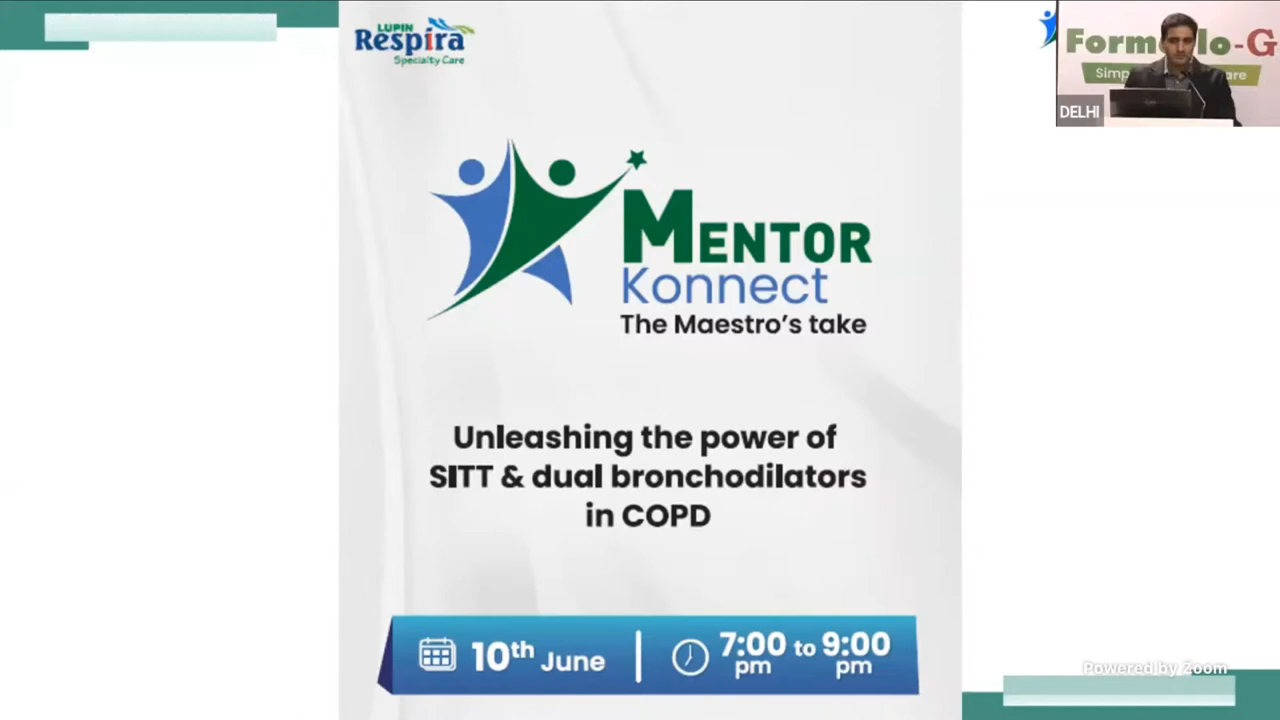 LUPIN
Respira
Specialty Care
DELHI
MENTOR
Konnect
The Maestro's take
Unleashing the power of
SITT & dual bronchodilators
in COPD
10th June
7:00 pm to 9:00 pm
Powered by Zoom